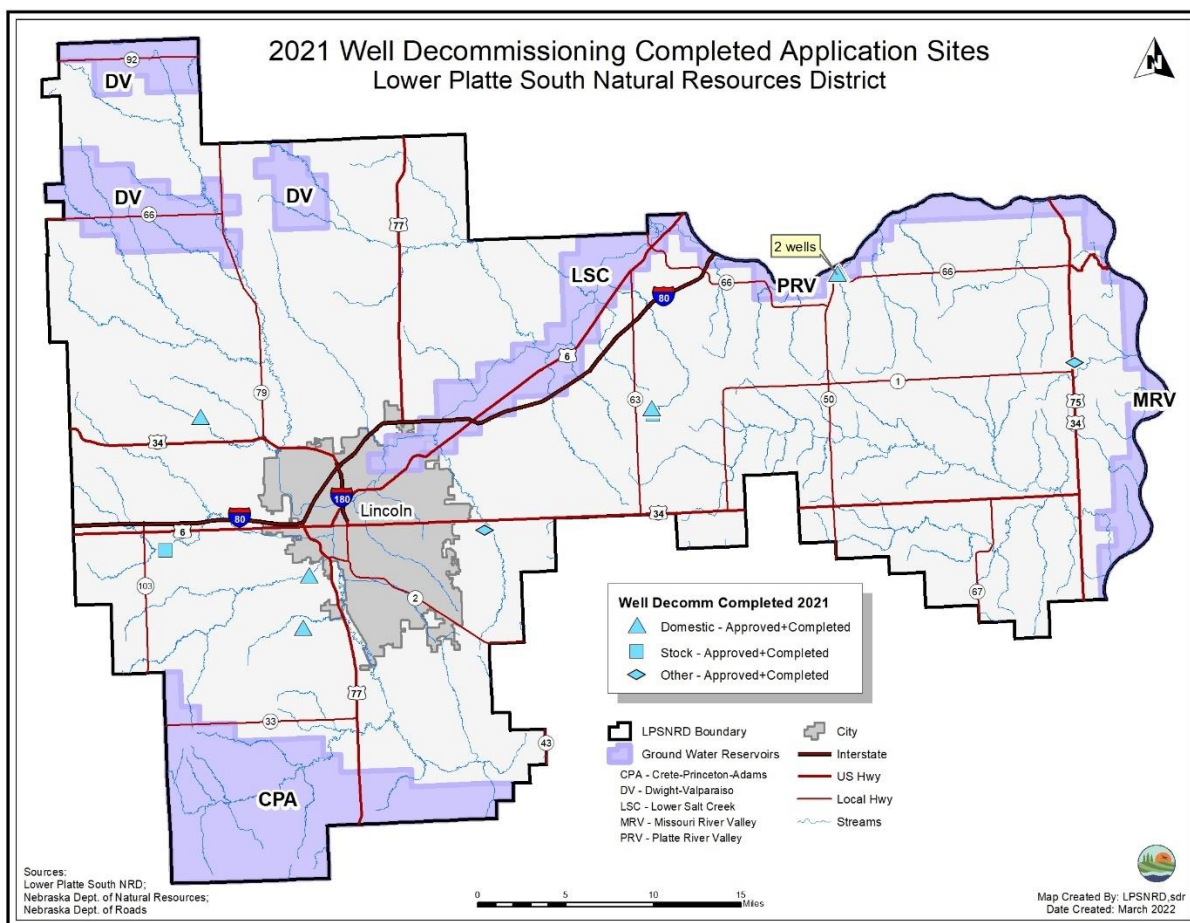 2021 Well Decommissioning Completed Application Sites
Lower Platte South Natural Resources District
N
92
DV
DV
DV
66
77
LSC
2 wells
66
PRV
66
80
6
79
63
1
50
75
34
MRV
34
180
Lincoln
80
6
34
103
2
67
77
33
43
CPA
Well Decomm Completed 2021
Domestic - Approved+Completed
Stock - Approved+Completed
Other - Approved+Completed
LPSNRD Boundary
Ground Water Reservoirs
CPA - Crete-Princeton-Adams
DV - Dwight-Valparaiso
LSC - Lower Salt Creek
MRV - Missouri River Valley
PRV - Platte River Valley
City
Interstate
US Hwy
Local Hwy
Streams
Sources:
Lower Platte South NRD;
Nebraska Dept. of Natural Resources;
Nebraska Dept. of Roads
0 5 10 15
Miles
Map Created By: LPSNRD,sdr
Date Created: March 2022